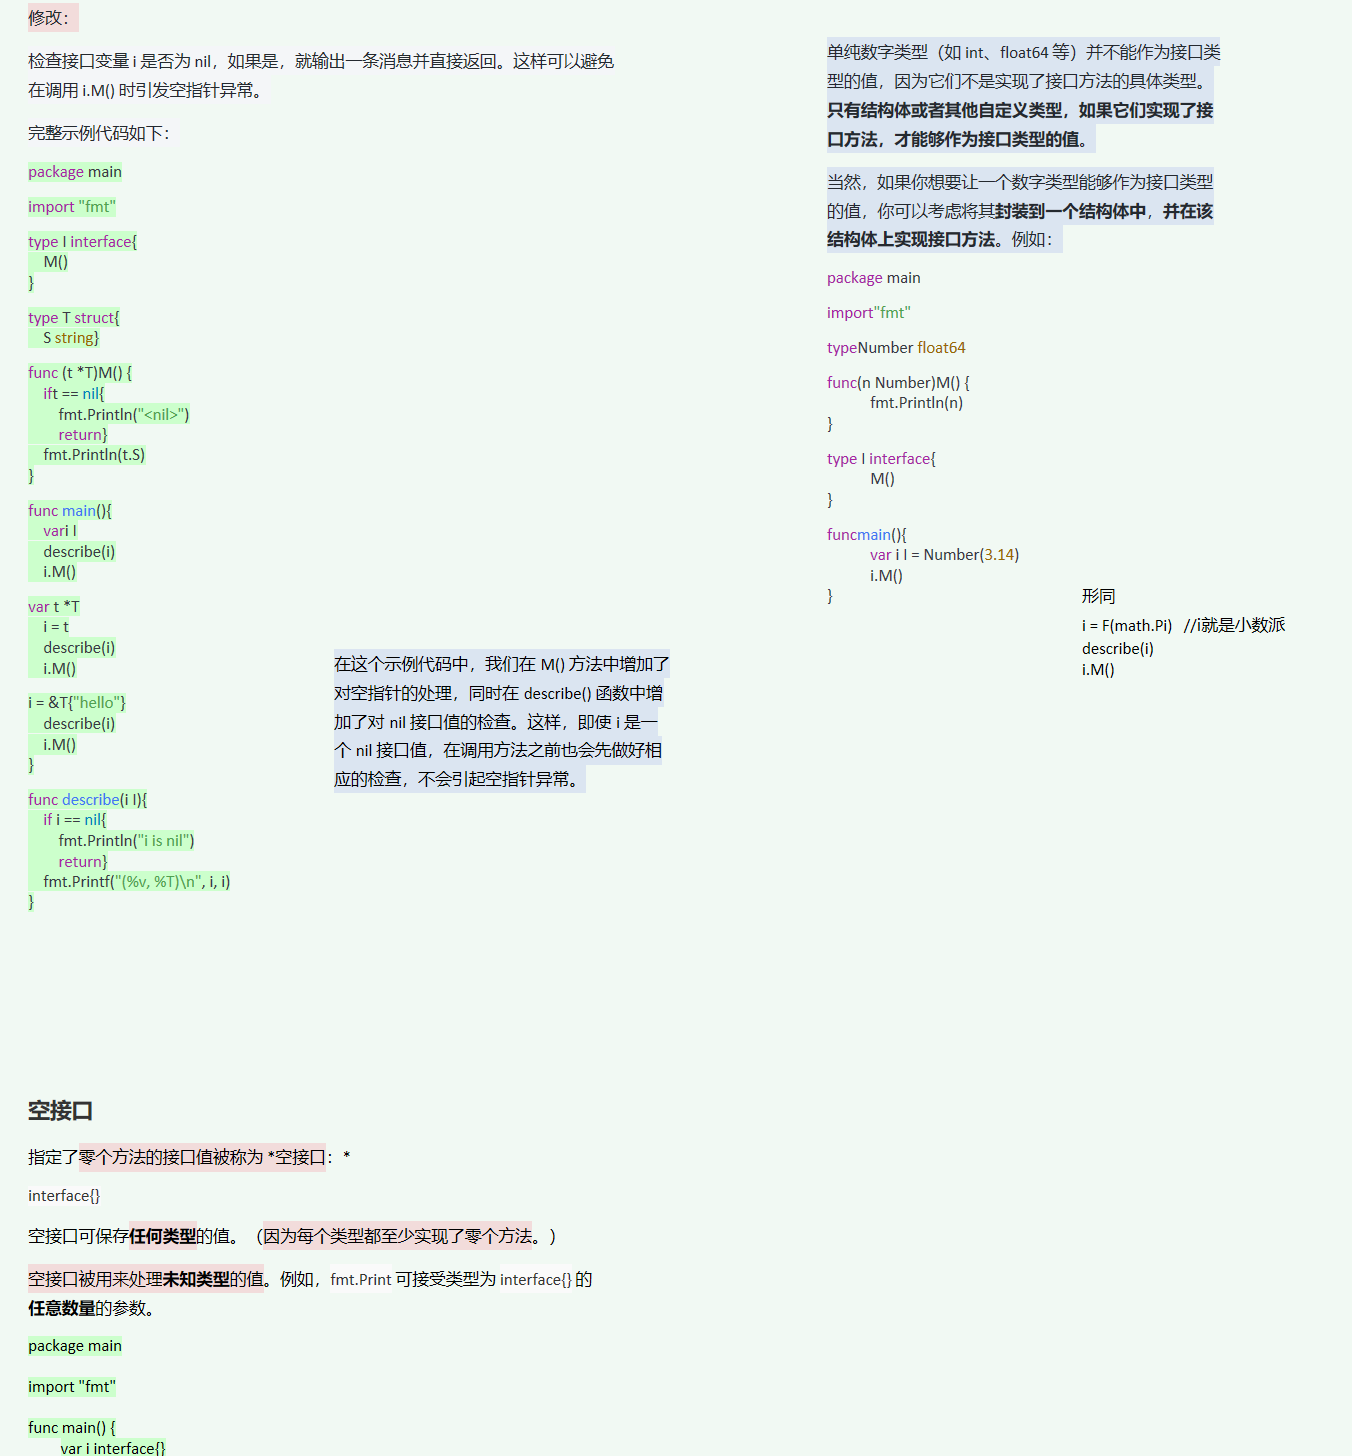 修改：
检查接口变量 i 是否为 nil，如果是，就输出一条消息并直接返回。这样可以避免
在调用 i.M() 时引发空指针异常。
完整示例代码如下：
package main
import "fmt"
type I interface{
M()
}
type T struct{
S string}
func (t *T)M() {
ift == nil{
fmt.Println("<nil>")
return}
fmt.Println(t.S)
}
func main(){
vari I
describe(i)
i.M()
var t *T
i = t
describe(i)
i.M()
i = &T{"hello"}
describe(i)
i.M()
}
func describe(i I){
if i == nil{
fmt.Println("i is nil")
return}
fmt.Printf("(%v, %T)\n", i, i)
}
在这个示例代码中，我们在 M() 方法中增加了
对空指针的处理，同时在 describe() 函数中增
加了对 nil 接口值的检查。这样，即使 i 是一
个 nil 接口值，在调用方法之前也会先做好相
应的检查，不会引起空指针异常。
单纯数字类型（如 int、float64 等）并不能作为接口类
型的值，因为它们不是实现了接口方法的具体类型。
只有结构体或者其他自定义类型，如果它们实现了接
口方法，才能够作为接口类型的值。
当然，如果你想要让一个数字类型能够作为接口类型
的值，你可以考虑将其封装到一个结构体中，并在该
结构体上实现接口方法。例如：
package main
import"fmt"
typeNumber float64
func(n Number)M() {
fmt.Println(n)
}
type I interface{
M()
}
funcmain(){
var i I = Number(3.14)
i.M()
}
形同
i = F(math.Pi) //i就是小数派
describe(i)
i.M()
空接口
指定了零个方法的接口值被称为 *空接口：*
interface{}
空接口可保存任何类型的值。（因为每个类型都至少实现了零个方法。）
空接口被用来处理未知类型的值。例如，fmt.Print 可接受类型为 interface{} 的
任意数量的参数。
package main
import "fmt"
func main() {
var i interface{}